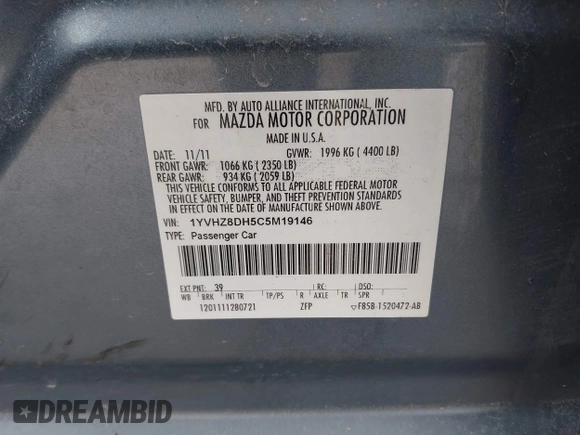 MFD. BY AUTO ALLIANCE INTERNATIONAL, INC.
FOR MAZDA MOTOR CORPORATION
MADE IN U.S.A.
DATE: 11/11 GVWR: 1996 KG ( 4400 LB)
FRONT GAWR: 1066 KG ( 2350 LB)
REAR GAWR: 934 KG ( 2059 LB)
THIS VEHICLE CONFORMS TO ALL APPLICABLE FEDERAL MOTOR
VEHICLE SAFETY, BUMPER, AND THEFT PREVENTION STANDARDS
IN EFFECT ON THE DATE OF MANUFACTURE SHOWN ABOVE.
VIN: 1YVHZ8DH5C5M19146
TYPE: Passenger Car
EXT PNT: 39 RC: DSO:
WB BRK INT TR TP/PS R AXLE TR SPR
1201111280721 ZFP ▽F85B-1520472-AB
DREAMBID